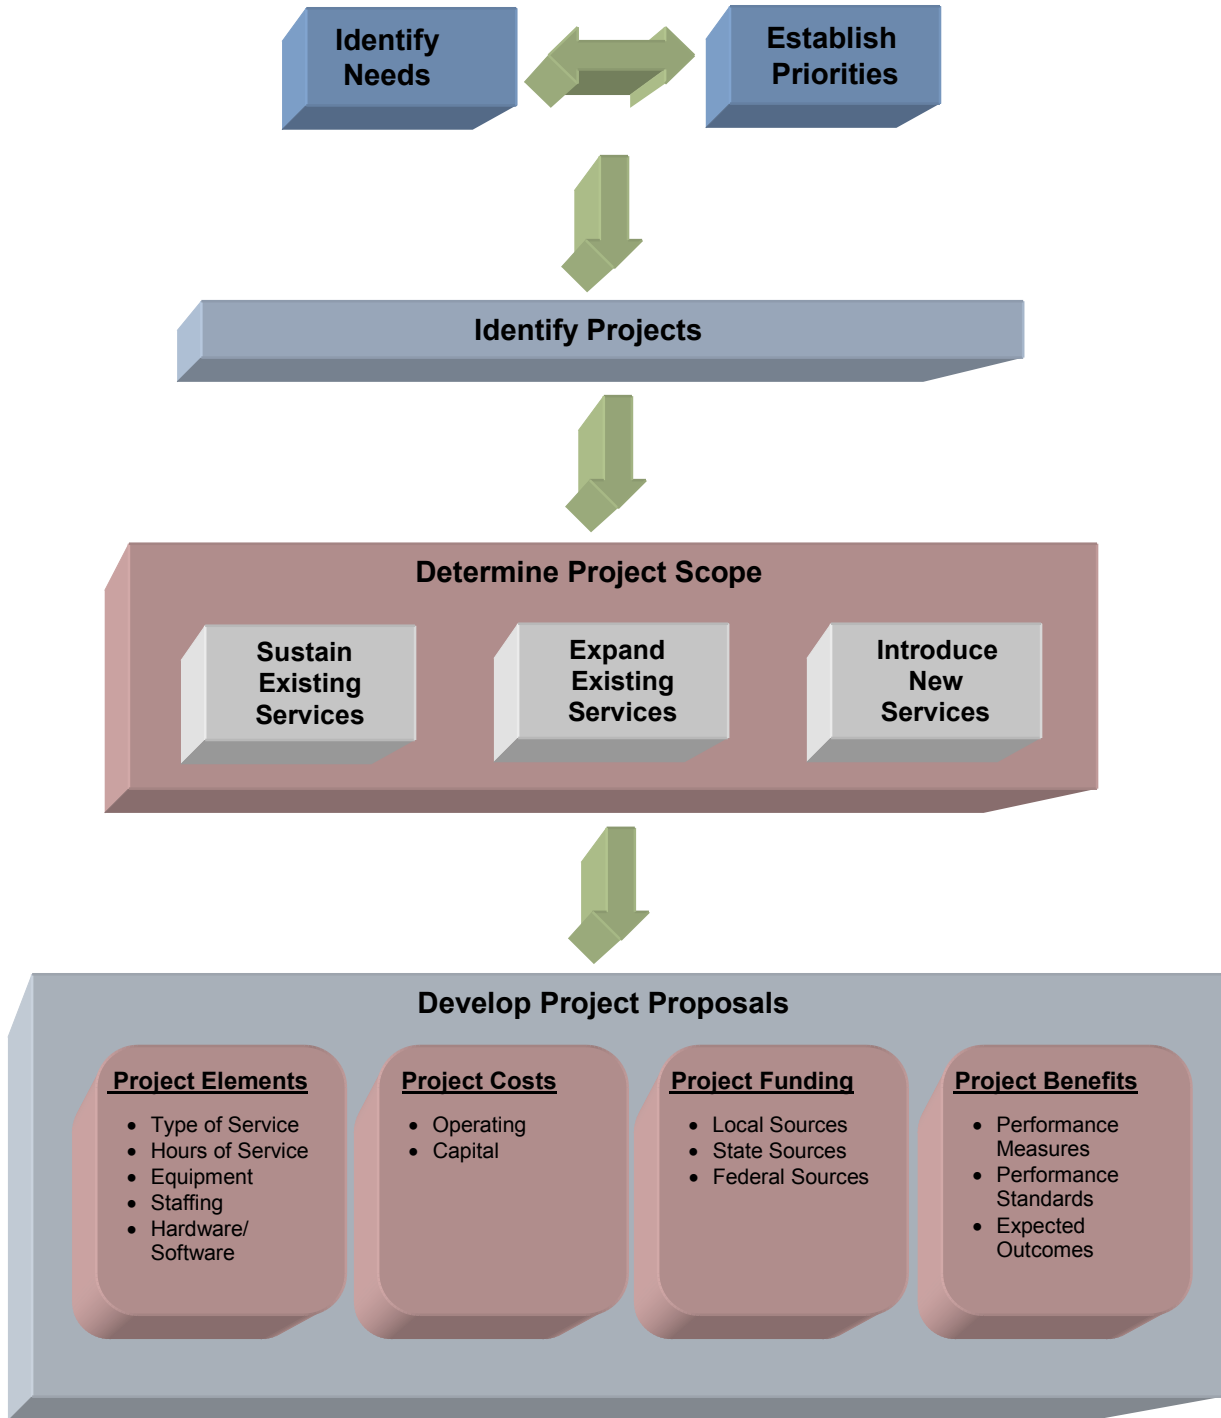 Identify
Needs
Establish
Priorities
Identify Projects
Determine Project Scope
Sustain
Existing
Services
Expand
Existing
Services
Introduce
New
Services
Develop Project Proposals
Project Elements
• Type of Service
• Hours of Service
• Equipment
• Staffing
• Hardware/
Software
Project Costs
• Operating
• Capital
Project Funding
• Local Sources
• State Sources
• Federal Sources
Project Benefits
• Performance
Measures
• Performance
Standards
• Expected
Outcomes